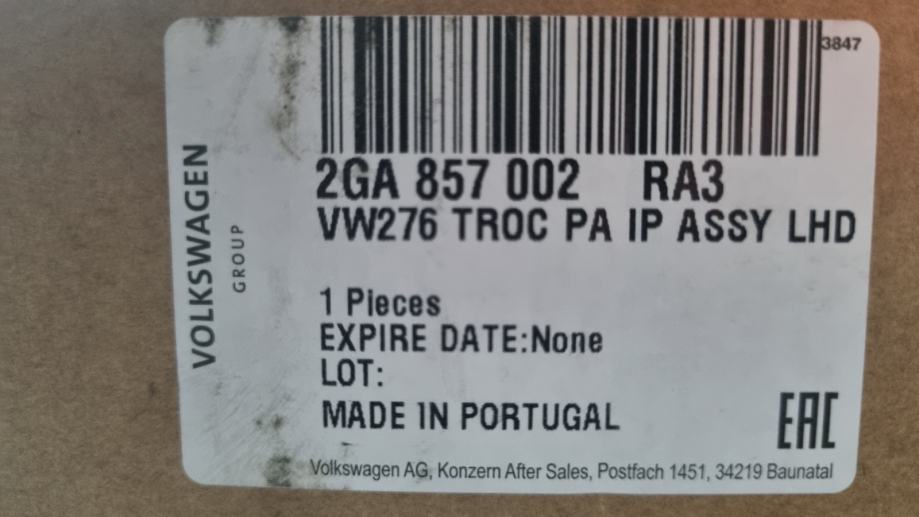 3847
2GA 857 002 RA3
VW276 TROC PA IP ASSY LHD
1 Pieces
EXPIRE DATE:None
LOT:
MADE IN PORTUGAL
EAC
Volkswagen AG, Konzern After Sales, Postfach 1451, 34219 Baunatal
VOLKSWAGEN
GROUP